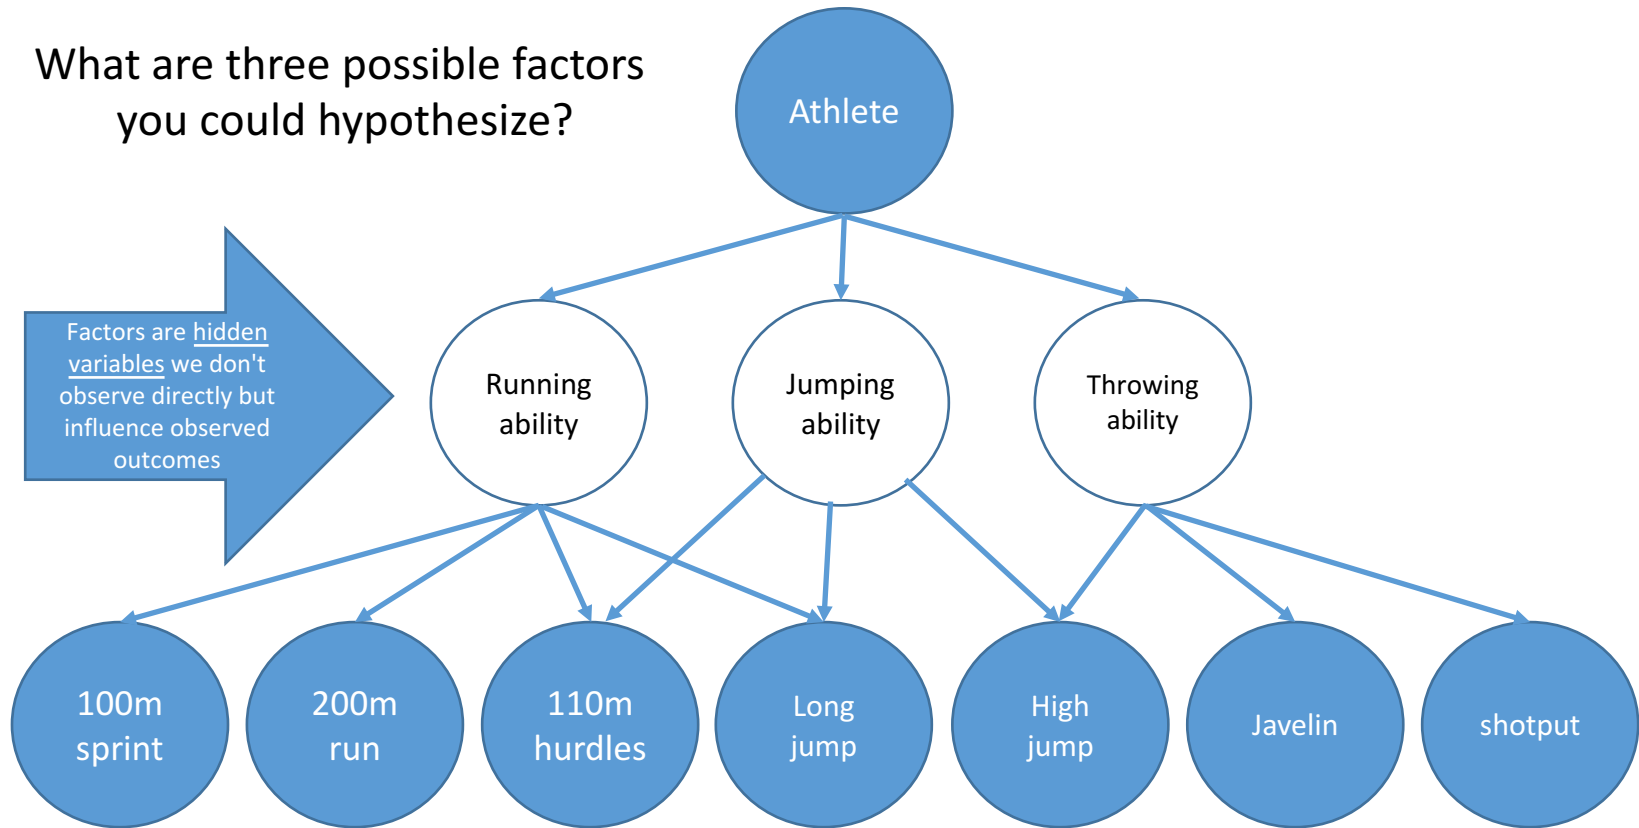 What are three possible factors
you could hypothesize?
Athlete
Factors are hidden
variables we don't
observe directly but
influence observed
outcomes
Running
ability
Jumping
ability
Throwing
ability
100m
sprint
200m
run
110m
hurdles
Long
jump
High
jump
Javelin
shotput